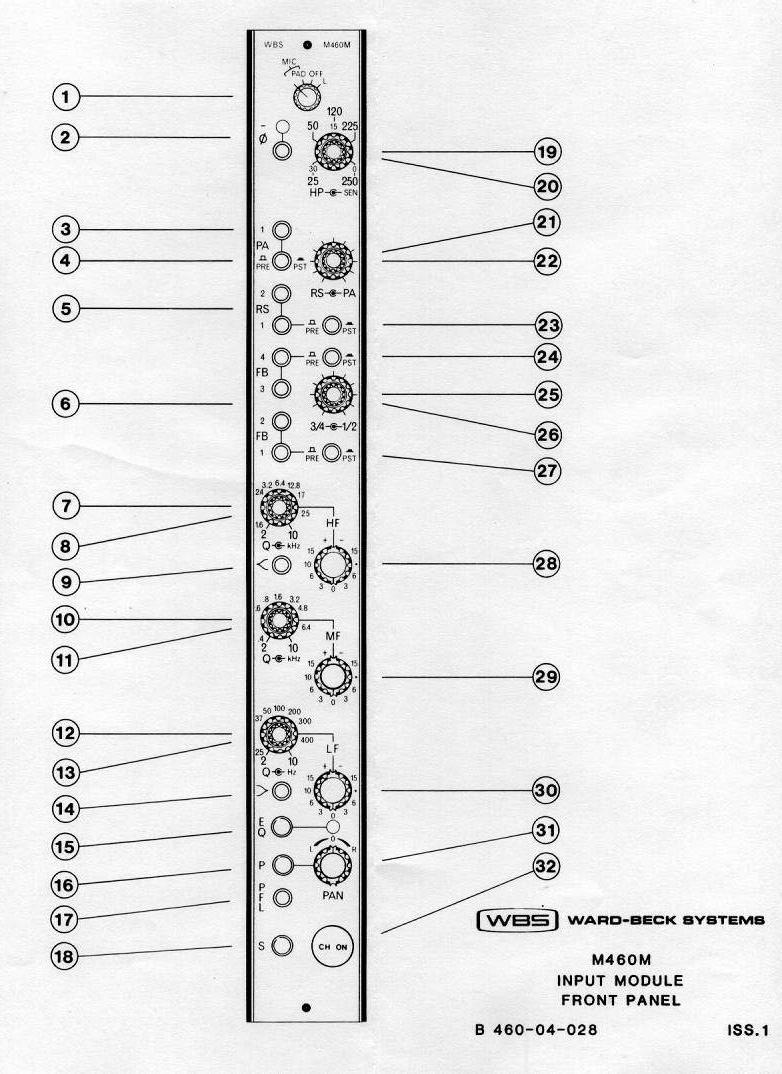 WBS M460M
MIC
PAD OFF
L
1
2
3
4
5
6
7
8
9
10
11
12
13
14
15
16
17
18
– Ø
120
50 15 225
30 0
25 250
HP SEN
1
PA
PRE PST
2
RS
1
RS PA
PRE PST
4
FB
3
PRE PST
3/4 1/2
2
FB
1
PRE PST
3.2 6.4 12.8
24 17
25
1.6
2 10
Q kHz
HF
+ –
15 15
10
6 6
3 0 3
.8 1.6 3.2
.6 4.8
6.4
.4
2 10
Q kHz
MF
+ –
15 15
10
6 6
3 0 3
50 100 200
37 300
400
25
2 10
Q Hz
LF
+ –
15 15
10
6 6
3 0 3
E
Q
0
L R
P
PAN
P
F
L
S
CH ON
19
20
21
22
23
24
25
26
27
28
29
30
31
32
WBS WARD-BECK SYSTEMS
M460M
INPUT MODULE
FRONT PANEL
B 460-04-028 ISS.1